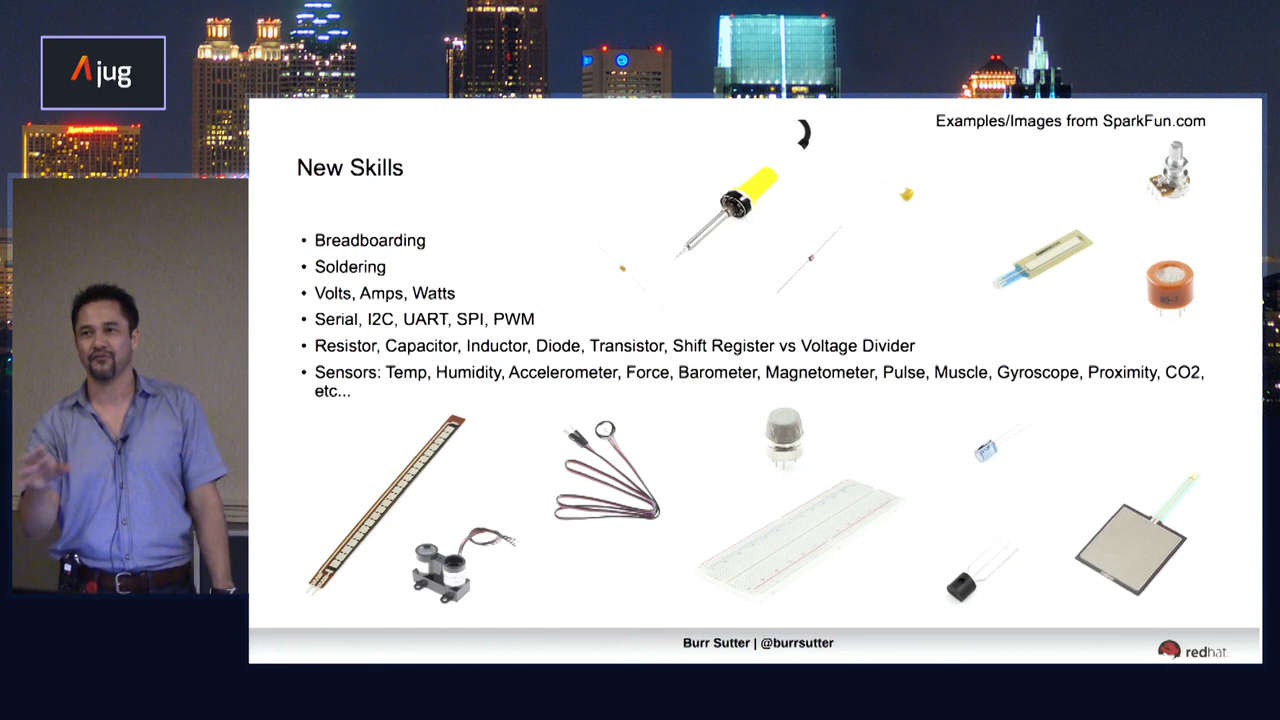 Ajug
Examples/Images from SparkFun.com
New Skills
• Breadboarding
• Soldering
• Volts, Amps, Watts
• Serial, I2C, UART, SPI, PWM
• Resistor, Capacitor, Inductor, Diode, Transistor, Shift Register vs Voltage Divider
• Sensors: Temp, Humidity, Accelerometer, Force, Barometer, Magnetometer, Pulse, Muscle, Gyroscope, Proximity, CO2,
etc...
Burr Sutter | @burrsutter
redhat.